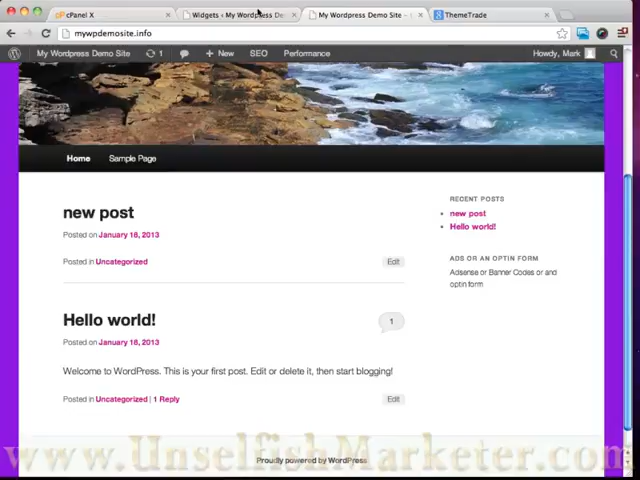 cPanel X
Widgets ‹ My Wordpress De
My Wordpress Demo Site –
ThemeTrade
mywpdemosite.info
My Wordpress Demo Site
1
New
SEO
Performance
Howdy, Mark
Home
Sample Page
new post
Posted on January 18, 2013
Posted in Uncategorized
Edit
Hello world!
1
Posted on January 18, 2013
Welcome to WordPress. This is your first post. Edit or delete it, then start blogging!
Posted in Uncategorized | 1 Reply
Edit
RECENT POSTS
new post
Hello world!
ADS OR AN OPTIN FORM
Adsense or Banner Codes or and
optin form
www.UnselfishMarketer.com
Proudly powered by WordPress